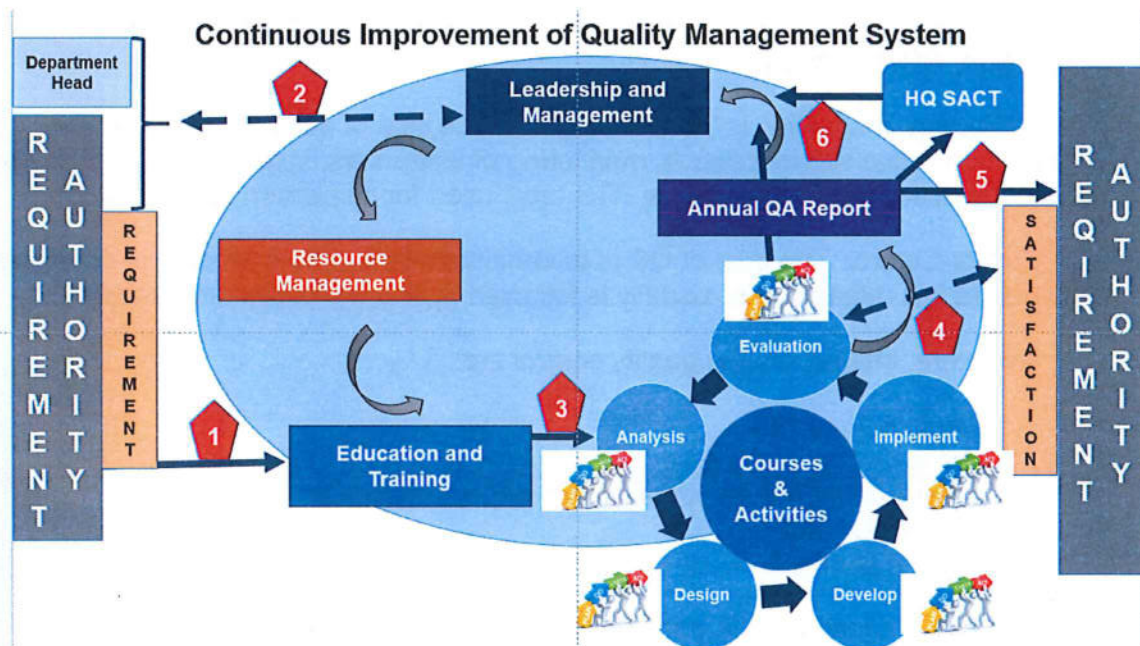 Continuous Improvement of Quality Management System
Department
Head
REQUIREMENT
AUTHORITY
REQUIREMENT
2
Leadership and
Management
HQ SACT
6
5
Annual QA Report
Resource
Management
4
Evaluation
1
3
Education and
Training
Analysis
Implement
Courses
&
Activities
Design
Develop
SATISFACTION
REQIREMENT
AUTHORITY